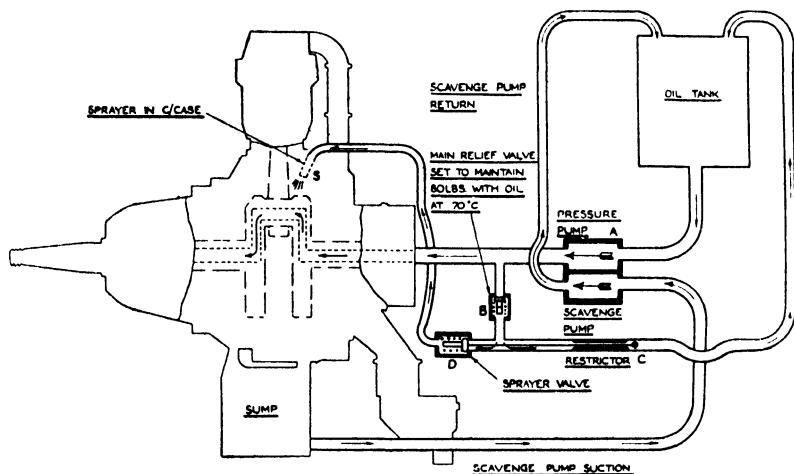 SCAVENGE PUMP
RETURN
OIL TANK
SPRAYER IN C/CASE
S
MAIN RELIEF VALVE
SET TO MAINTAIN
80LBS. WITH OIL
AT 70°C
PRESSURE
PUMP A
B
SCAVENGE
PUMP
RESTRICTOR C
D
SPRAYER VALVE
SUMP
SCAVENGE PUMP SUCTION